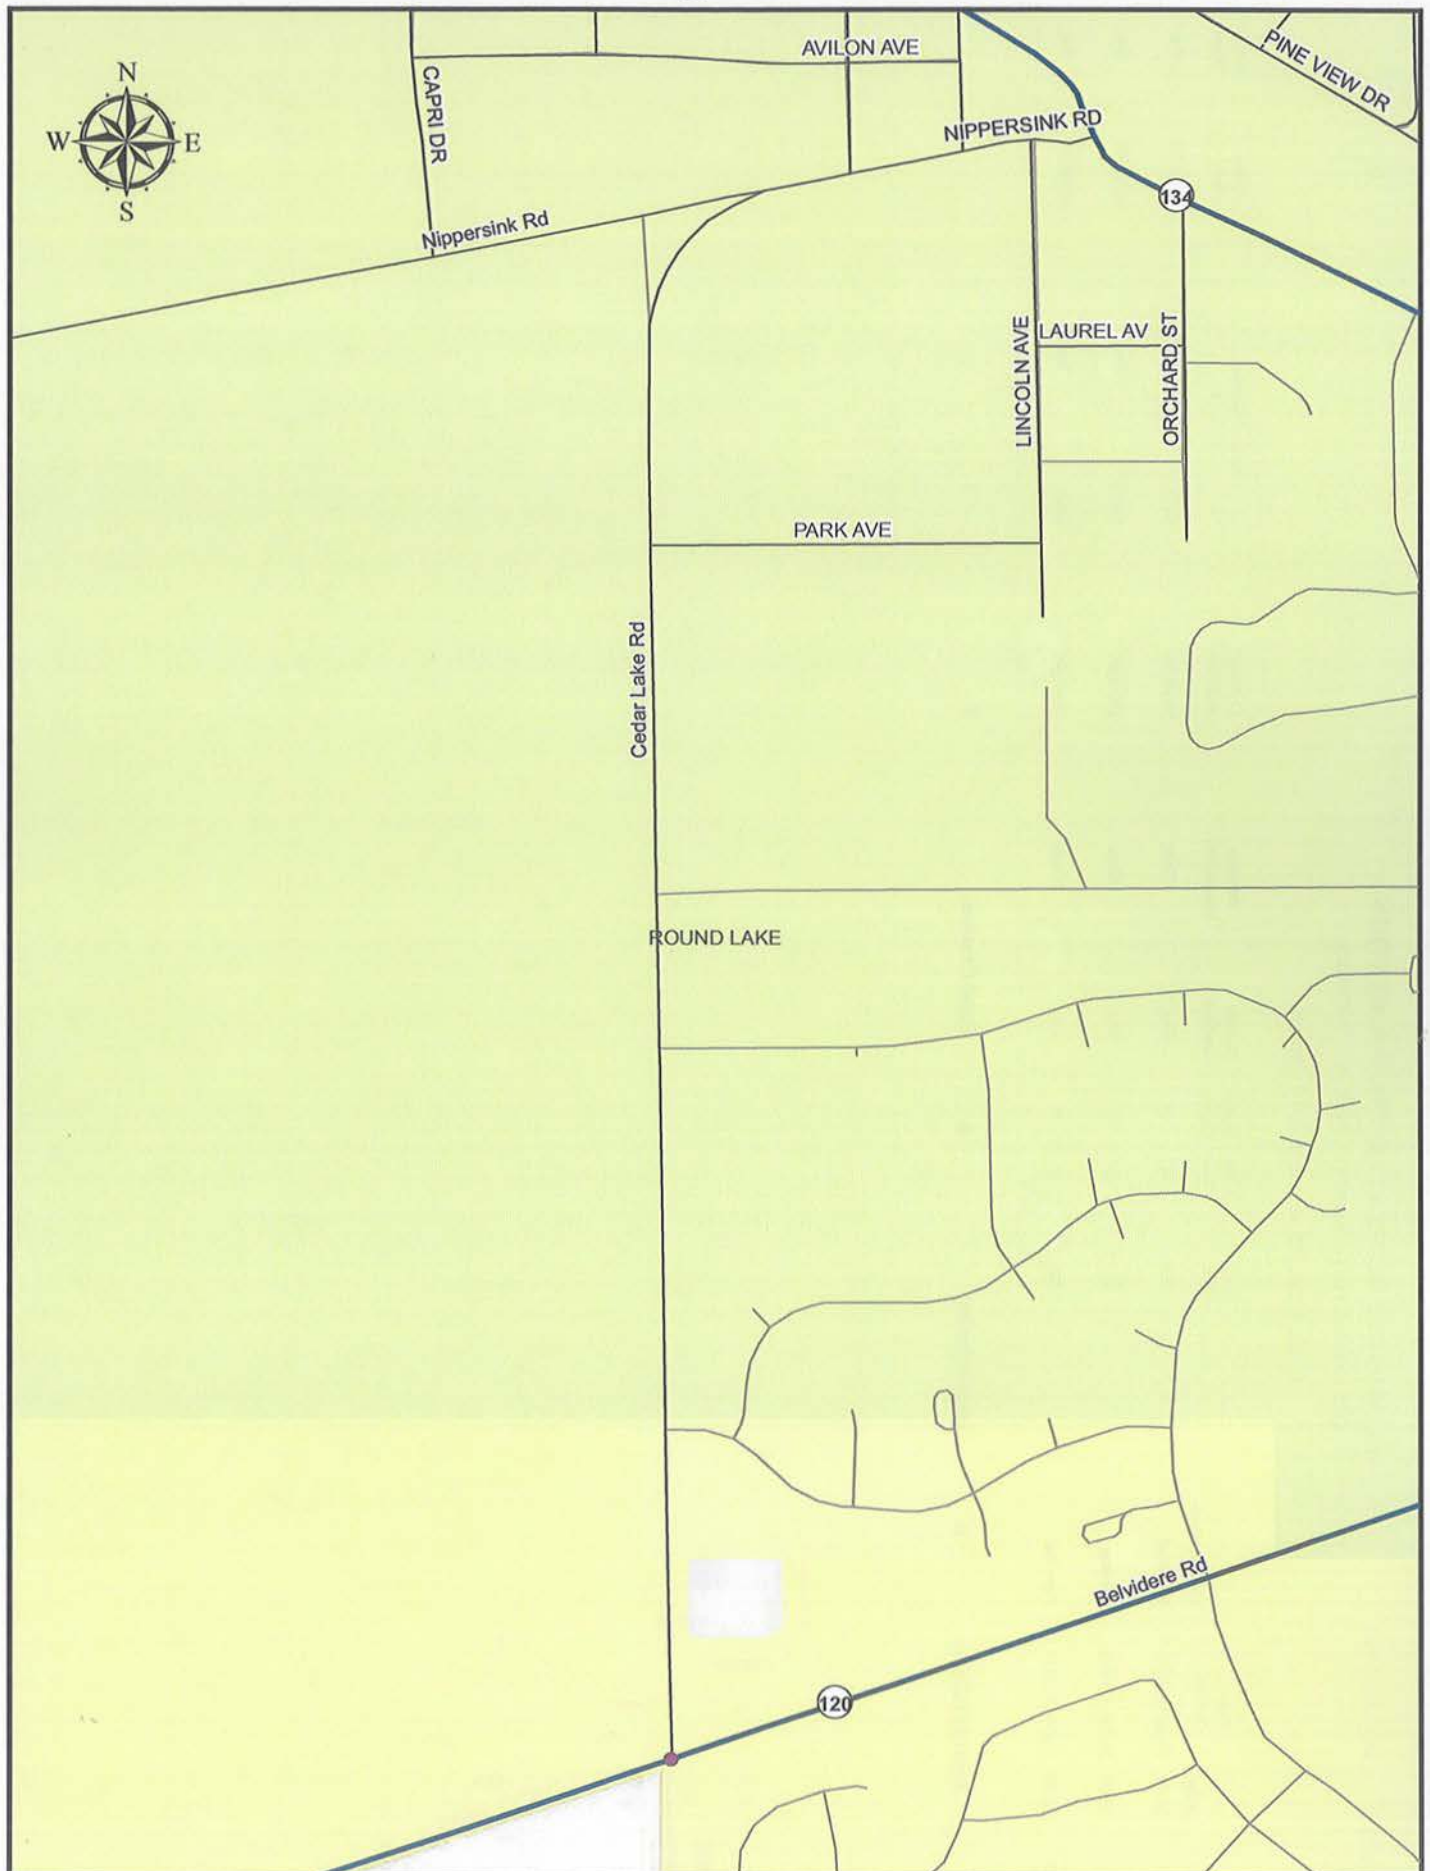 AVILON AVE
PINE VIEW DR
N
W
E
S
CAPRI DR
NIPPERSINK RD
134
Nippersink Rd
LINCOLN AVE
LAUREL AV
ORCHARD ST
PARK AVE
Cedar Lake Rd
ROUND LAKE
Belvidere Rd
120